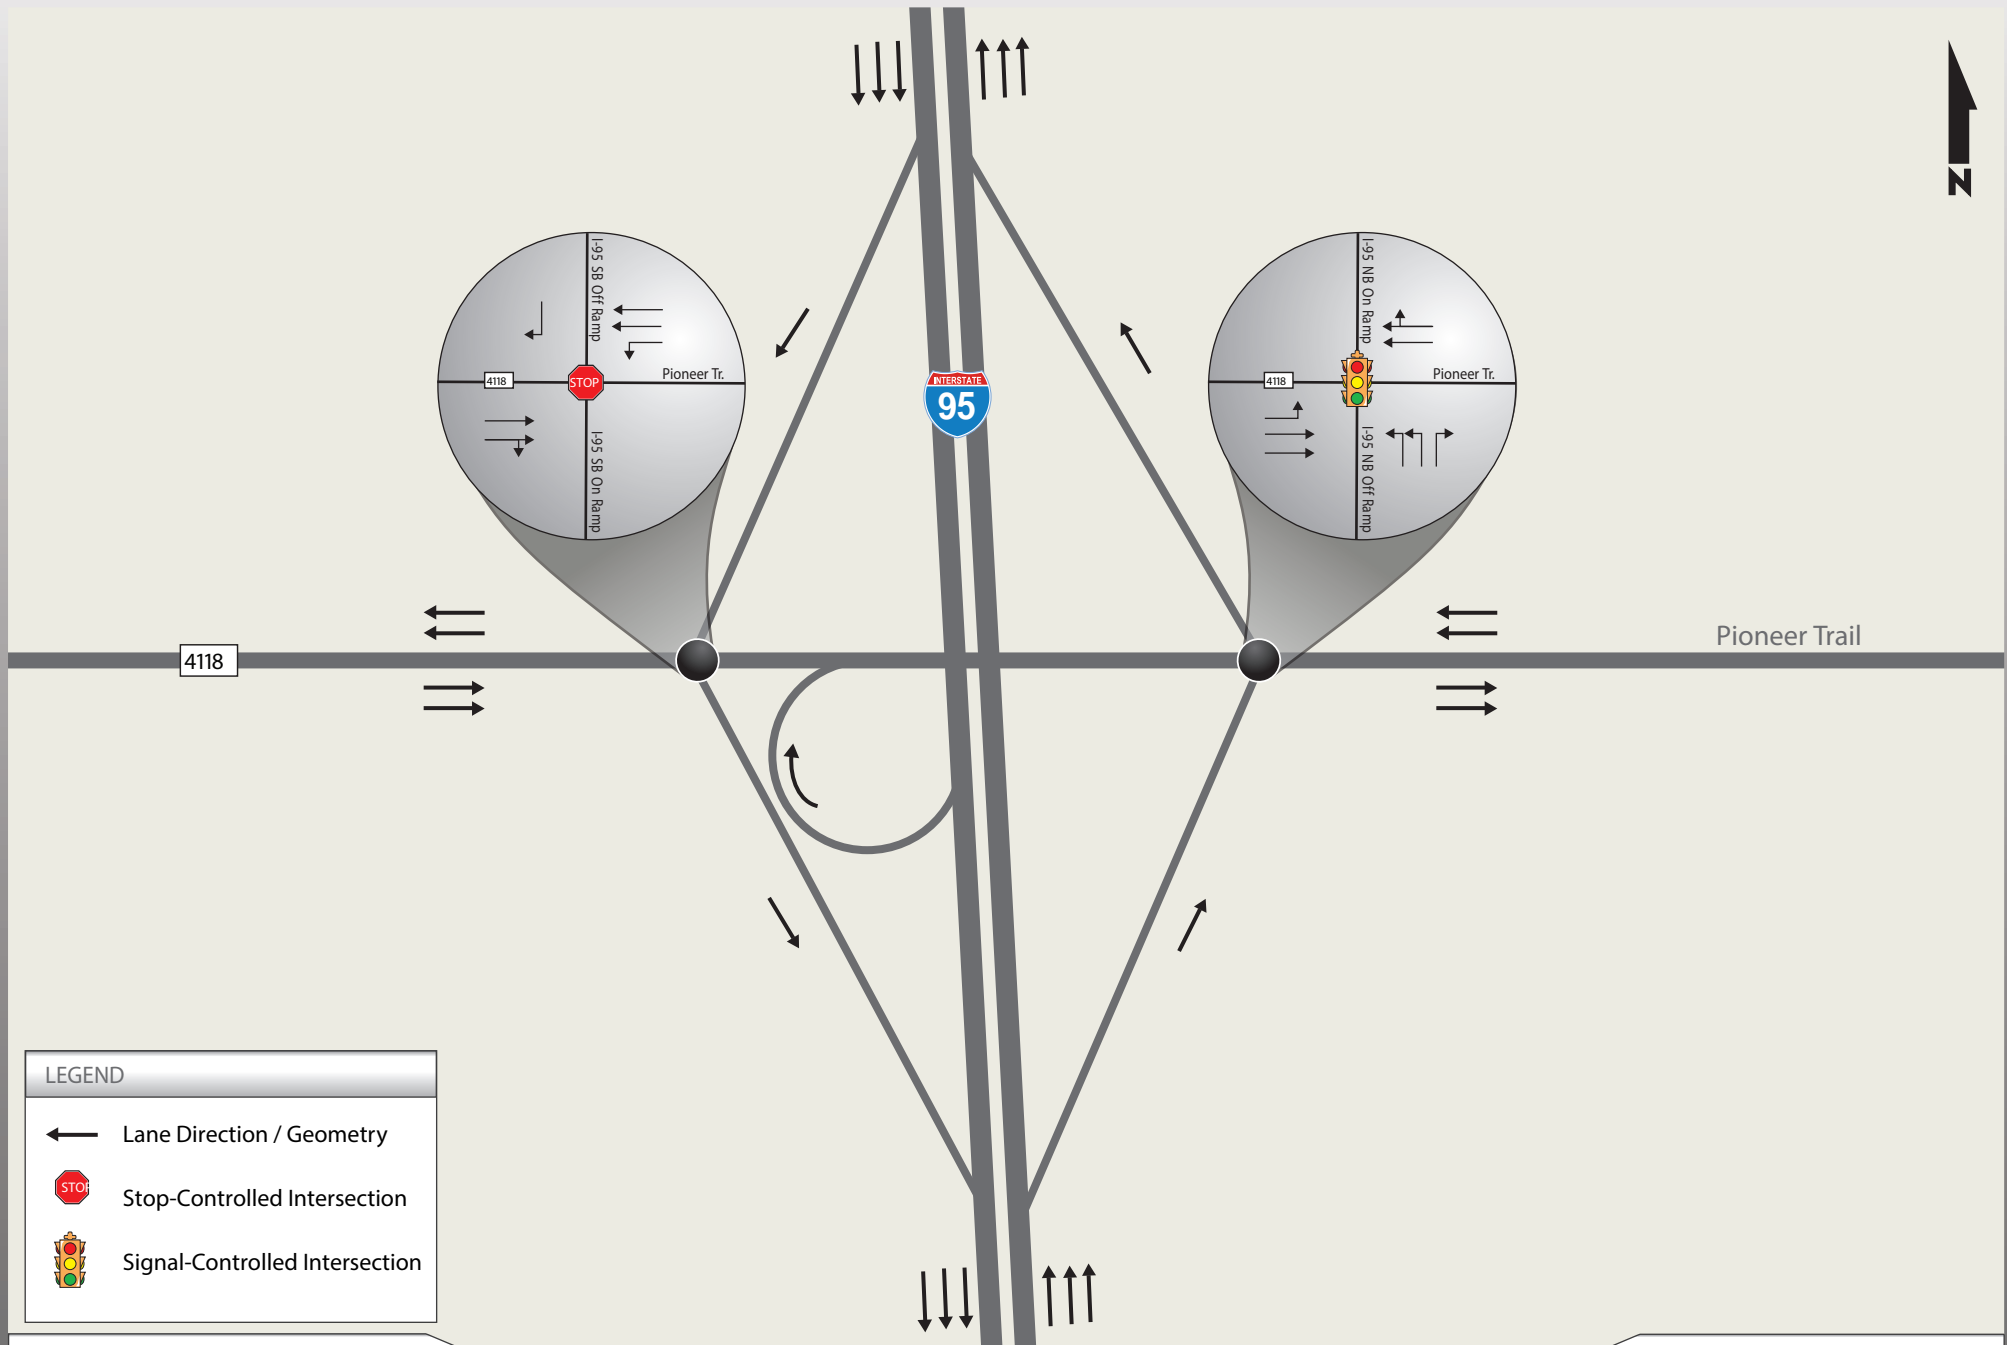 N
I-95 SB Off Ramp
4118
STOP
Pioneer Tr.
I-95 SB On Ramp
INTERSTATE
95
I-95 NB On Ramp
4118
Pioneer Tr.
I-95 NB Off Ramp
4118
Pioneer Trail
LEGEND
Lane Direction / Geometry
STOP
Stop-Controlled Intersection
Signal-Controlled Intersection